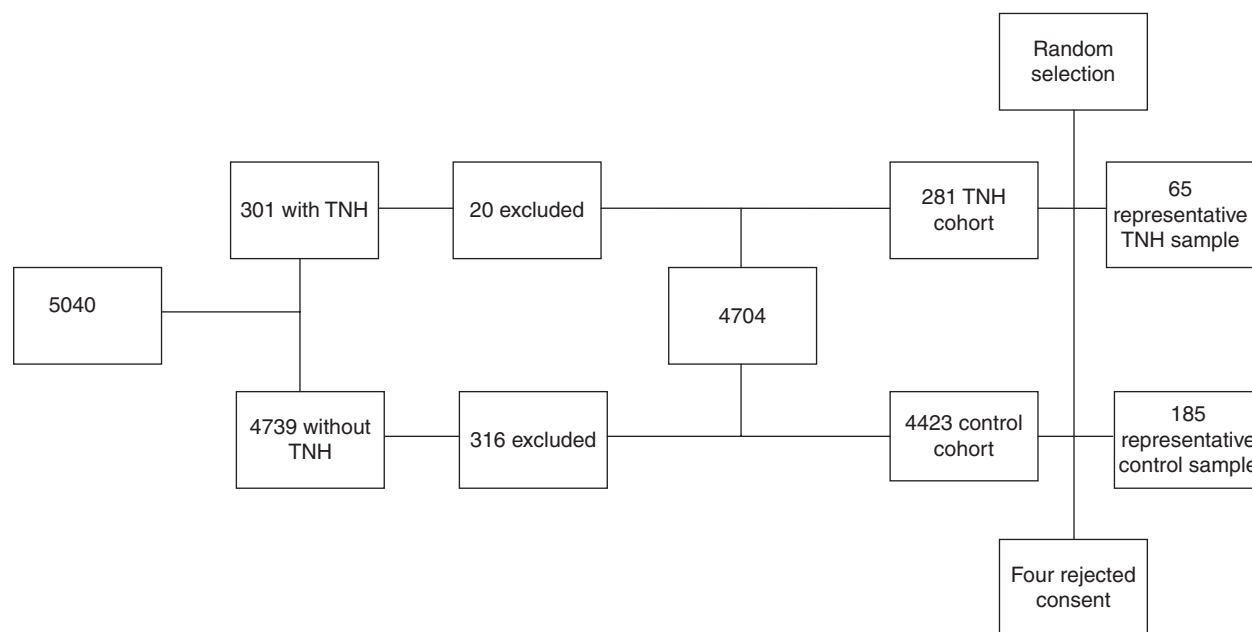 Random
selection
301 with TNH
20 excluded
281 TNH
cohort
65
representative
TNH sample
5040
4704
4739 without
TNH
316 excluded
4423 control
cohort
185
representative
control sample
Four rejected
consent